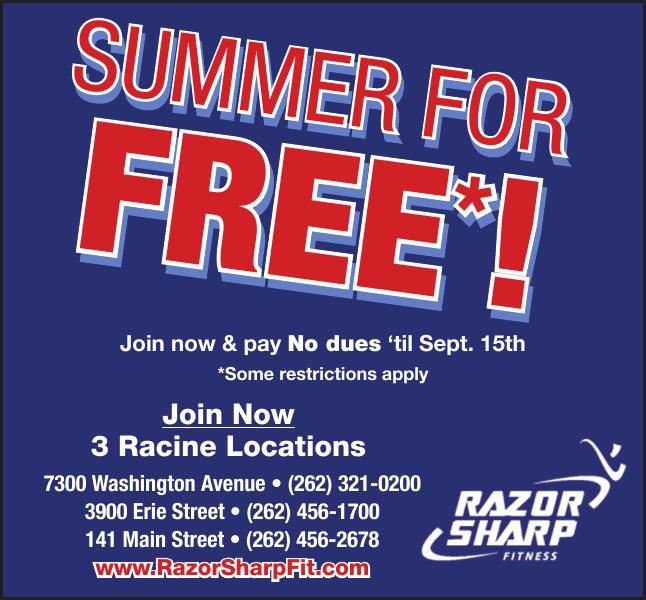 SUMMER FOR
FREE*!
Join now & pay No dues ‘til Sept. 15th
*Some restrictions apply
Join Now
3 Racine Locations
7300 Washington Avenue • (262) 321-0200
3900 Erie Street • (262) 456-1700
141 Main Street • (262) 456-2678
www.RazorSharpFit.com
RAZOR
SHARP
FITNESS